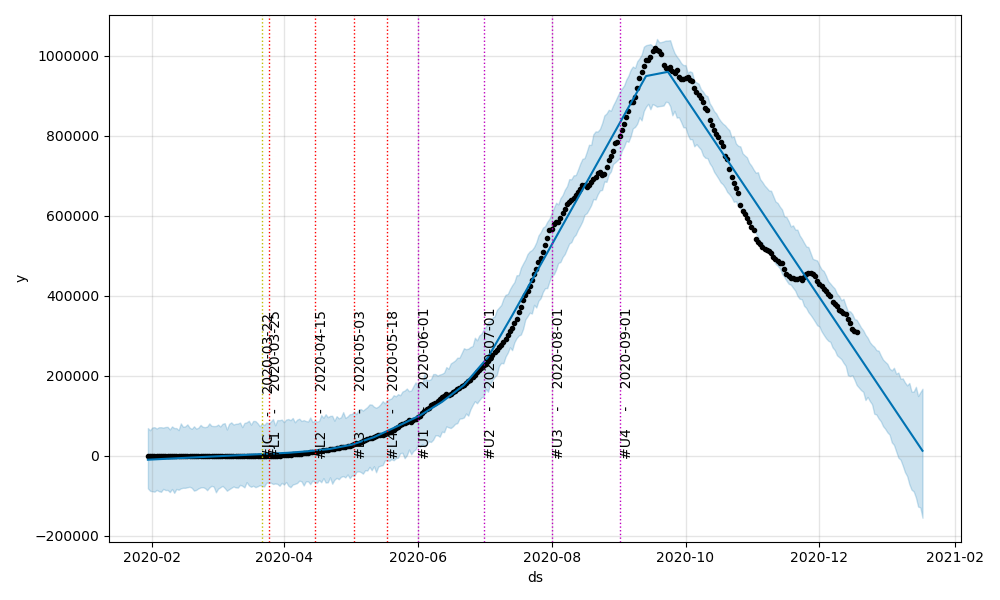 1000000
800000
600000
400000
200000
0
−200000
y
#JC - 2020-03-22
#L1 - 2020-03-25
#L2 - 2020-04-15
#L3 - 2020-05-03
#L4 - 2020-05-18
#U1 - 2020-06-01
#U2 - 2020-07-01
#U3 - 2020-08-01
#U4 - 2020-09-01
2020-02 2020-04 2020-06 2020-08 2020-10 2020-12 2021-02
ds